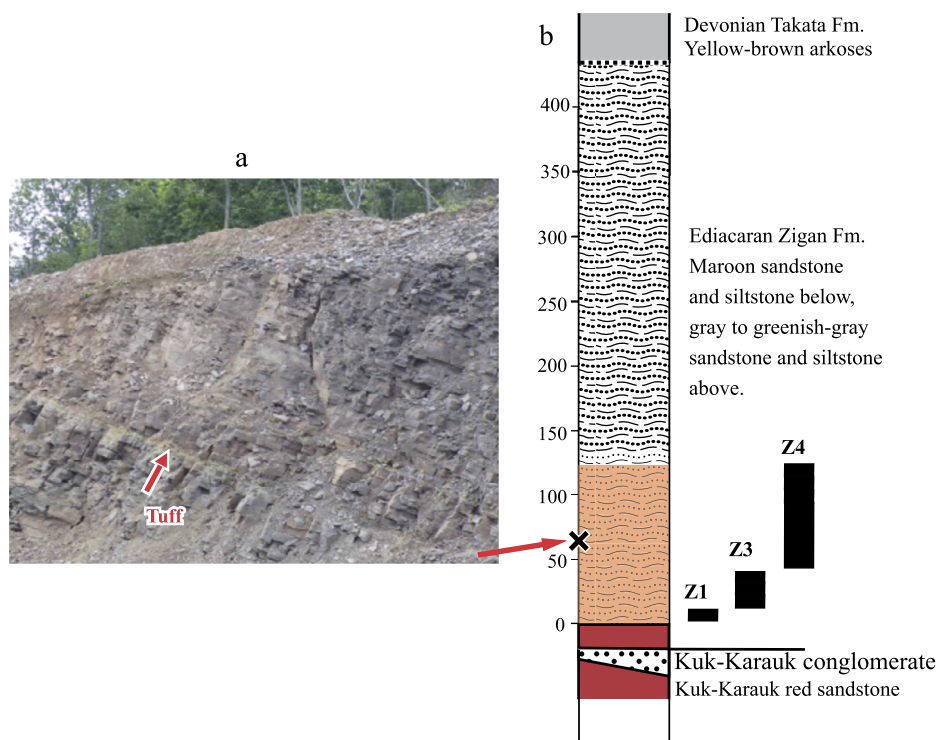 a
Tuff
b
Devonian Takata Fm.
Yellow-brown arkoses
400
350
300
250
200
150
100
50
0
Ediacaran Zigan Fm.
Maroon sandstone
and siltstone below,
gray to greenish-gray
sandstone and siltstone
above.
Z4
Z3
Z1
Kuk-Karauk conglomerate
Kuk-Karauk red sandstone